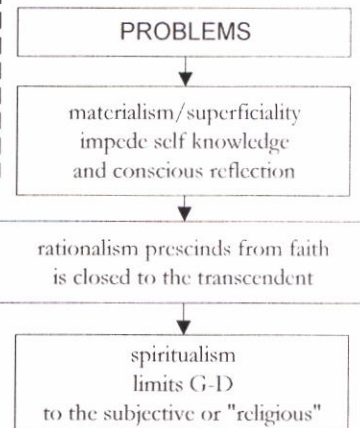 PROBLEMS
materialism/superficiality
impede self knowledge
and conscious reflection
rationalism prescinds from faith
is closed to the transcendent
spiritualism
limits G-D
to the subjective or "religious"